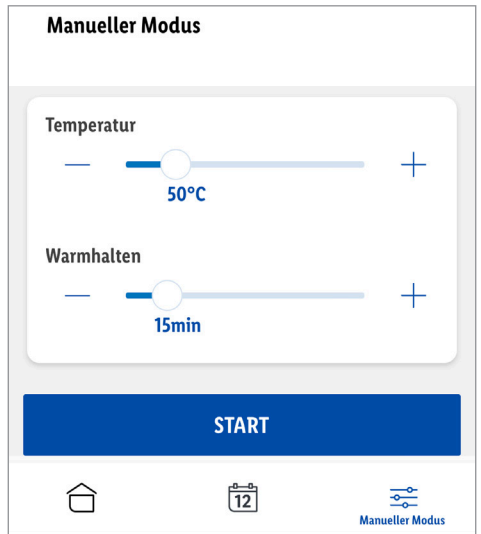 Manueller Modus
Temperatur
50°C
Warmhalten
15min
START
12
Manueller Modus